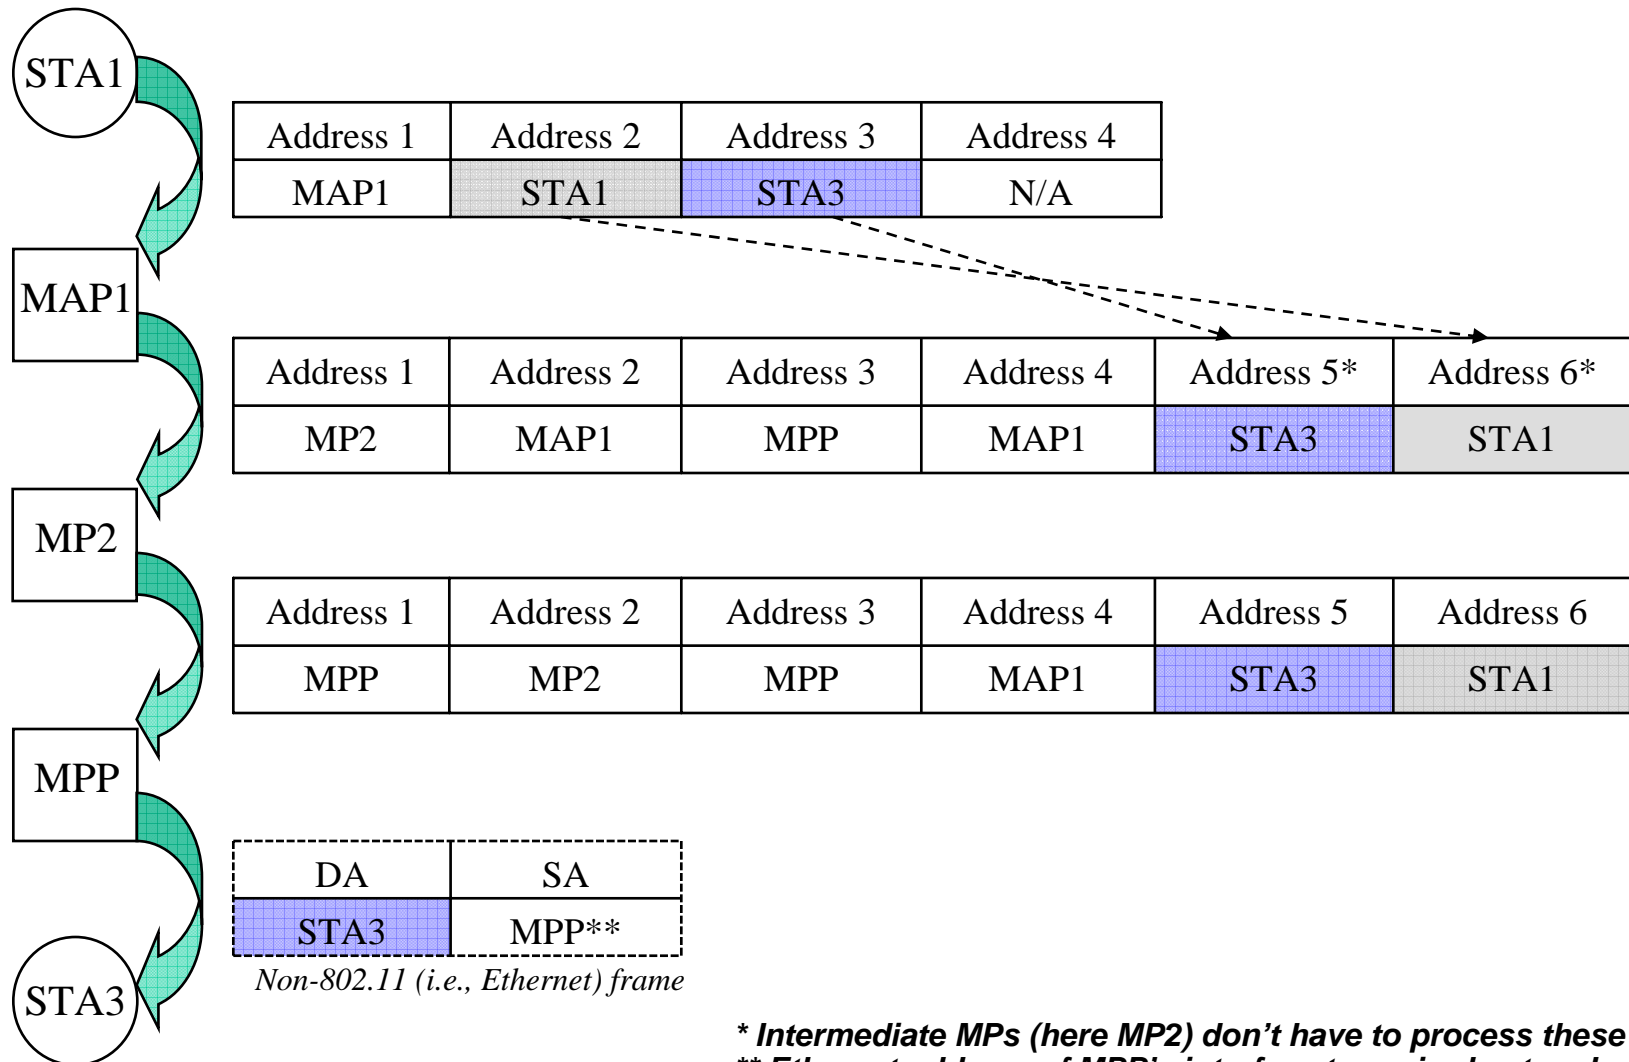 STA1
Address 1 Address 2 Address 3 Address 4
MAP1 STA1 STA3 N/A
MAP1
Address 1 Address 2 Address 3 Address 4 Address 5* Address 6*
MP2 MAP1 MPP MAP1 STA3 STA1
MP2
Address 1 Address 2 Address 3 Address 4 Address 5 Address 6
MPP MP2 MPP MAP1 STA3 STA1
MPP
DA SA
STA3 MPP**
Non-802.11 (i.e., Ethernet) frame
STA3
* Intermediate MPs (here MP2) don't have to process these